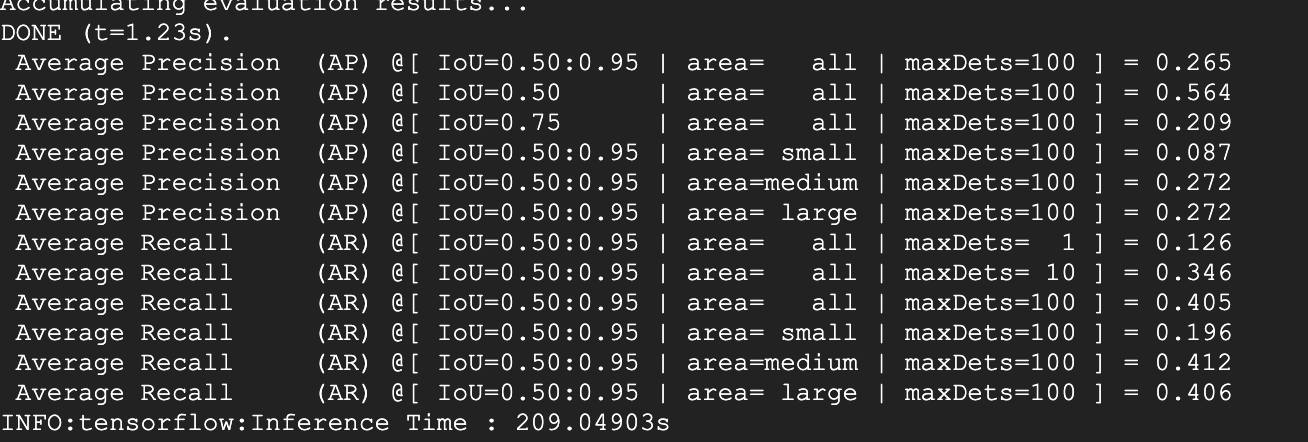 Accumulating evaluation results...
DONE (t=1.23s).
 Average Precision  (AP) @[ IoU=0.50:0.95 | area=   all | maxDets=100 ] = 0.265
 Average Precision  (AP) @[ IoU=0.50      | area=   all | maxDets=100 ] = 0.564
 Average Precision  (AP) @[ IoU=0.75      | area=   all | maxDets=100 ] = 0.209
 Average Precision  (AP) @[ IoU=0.50:0.95 | area= small | maxDets=100 ] = 0.087
 Average Precision  (AP) @[ IoU=0.50:0.95 | area=medium | maxDets=100 ] = 0.272
 Average Precision  (AP) @[ IoU=0.50:0.95 | area= large | maxDets=100 ] = 0.272
 Average Recall     (AR) @[ IoU=0.50:0.95 | area=   all | maxDets=  1 ] = 0.126
 Average Recall     (AR) @[ IoU=0.50:0.95 | area=   all | maxDets= 10 ] = 0.346
 Average Recall     (AR) @[ IoU=0.50:0.95 | area=   all | maxDets=100 ] = 0.405
 Average Recall     (AR) @[ IoU=0.50:0.95 | area= small | maxDets=100 ] = 0.196
 Average Recall     (AR) @[ IoU=0.50:0.95 | area=medium | maxDets=100 ] = 0.412
 Average Recall     (AR) @[ IoU=0.50:0.95 | area= large | maxDets=100 ] = 0.406
INFO:tensorflow:Inference Time : 209.04903s